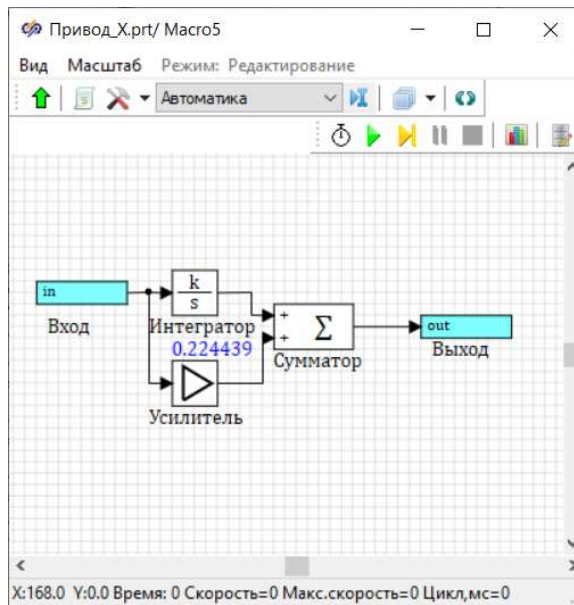 Привод_X.prt/ Macro5
Вид Масштаб Режим: Редактирование
Автоматика
in
Вход
k
s
Интегратор
0.224439
Усилитель
+
+
Σ
Сумматор
out
Выход
X:168.0 Y:0.0 Время: 0 Скорость=0 Макс.скорость=0 Цикл,мс=0